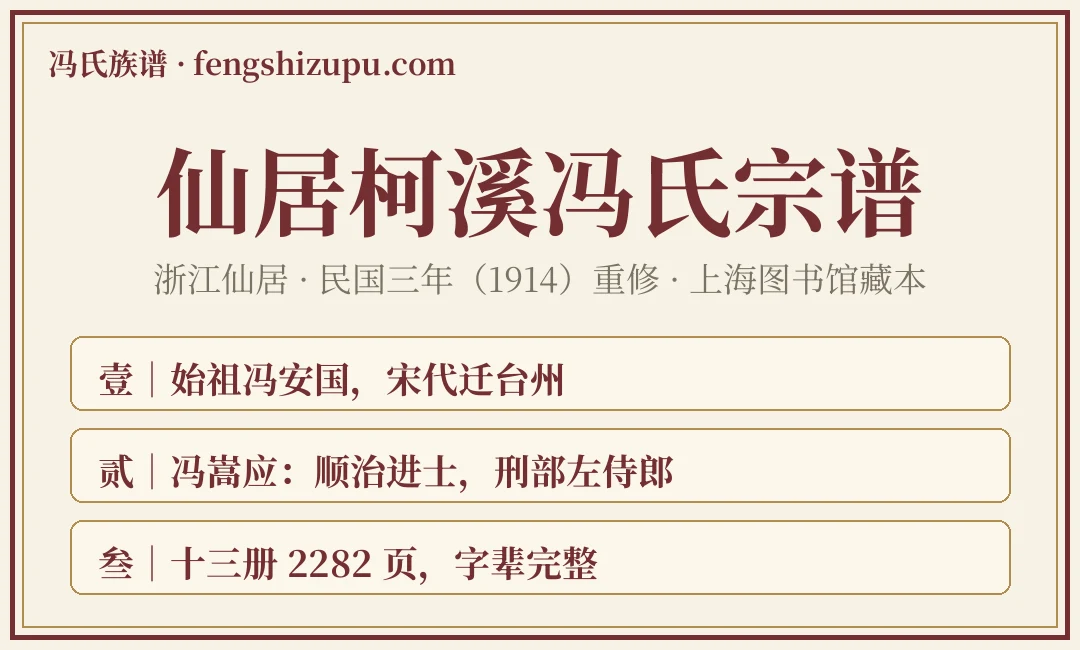 冯氏族谱 · fengshizupu.com
仙居柯溪冯氏宗谱
浙江仙居 · 民国三年（1914）重修 · 上海图书馆藏本
壹｜始祖冯安国，宋代迁台州
贰｜冯嵩应：顺治进士，刑部左侍郎
叁｜十三册 2282 页，字辈完整